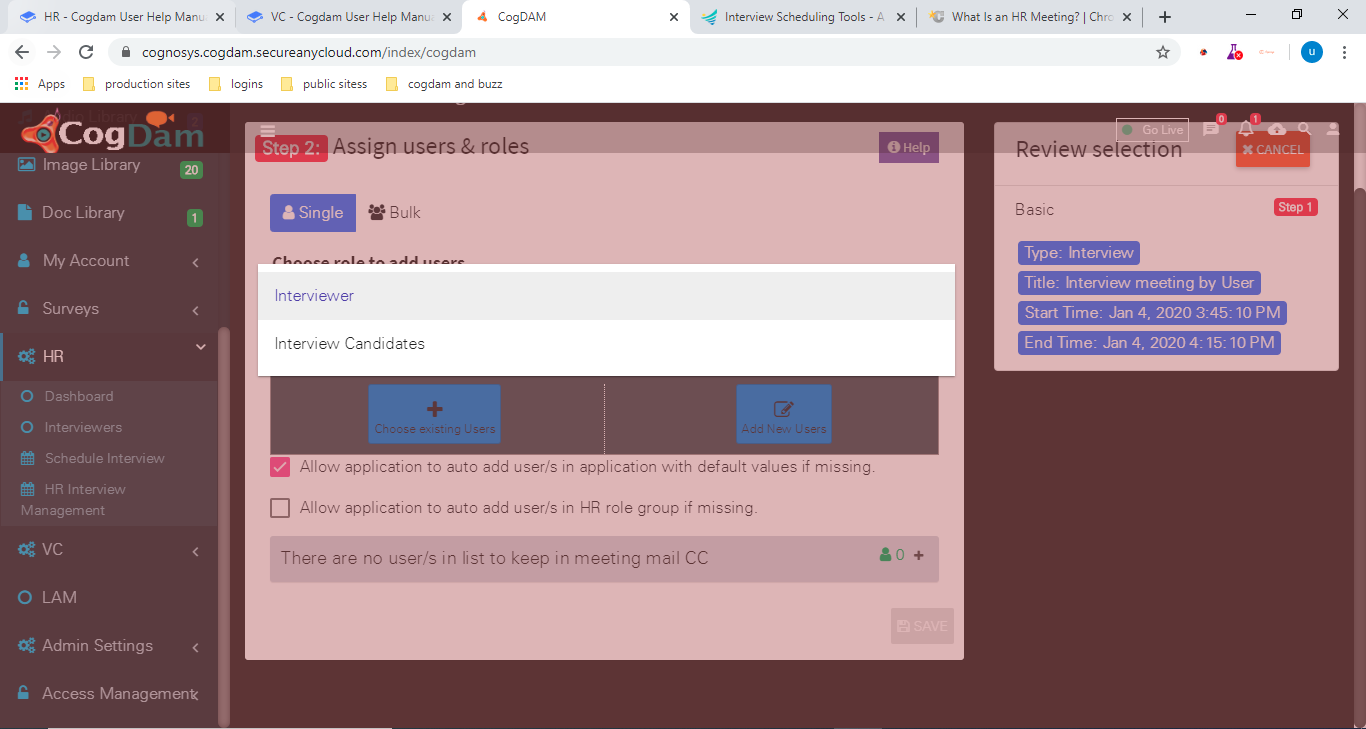 HR - Cogdam User Help Manu
VC - Cogdam User Help Manu
CogDAM
Interview Scheduling Tools - A
What Is an HR Meeting? | Chro
cognosys.cogdam.secureanycloud.com/index/cogdam
u
Apps
production sites
logins
public sitess
cogdam and buzz
CogDam
Image Library
20
Doc Library
1
My Account
Surveys
HR
Dashboard
Interviewers
Schedule Interview
HR Interview
Management
VC
LAM
Admin Settings
Access Management
Go Live
0
1
Step 2: Assign users & roles
Help
Single
Bulk
Choose role to add users
Interviewer
Interview Candidates
Choose existing Users
Add New Users
Allow application to auto add user/s in application with default values if missing.
Allow application to auto add user/s in HR role group if missing.
There are no user/s in list to keep in meeting mail CC
0
SAVE
Review selection
CANCEL
Basic
Step 1
Type: Interview
Title: Interview meeting by User
Start Time: Jan 4, 2020 3:45:10 PM
End Time: Jan 4, 2020 4:15:10 PM